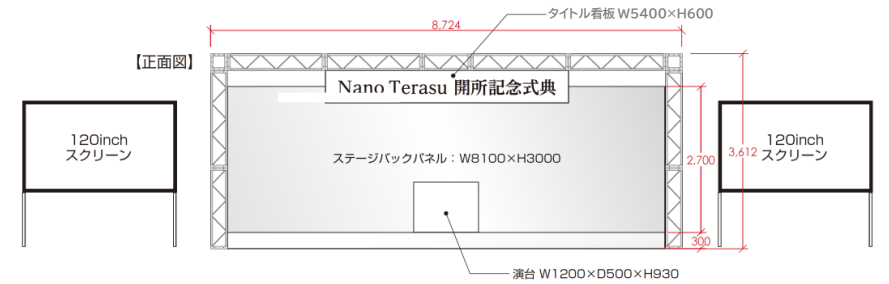 タイトル看板 W5400×H600
8,724
【正面図】
Nano Terasu 開所記念式典
120inch
スクリーン
ステージバックパネル：W8100×H3000
2,700
3,612
120inch
スクリーン
300
演台 W1200×D500×H930